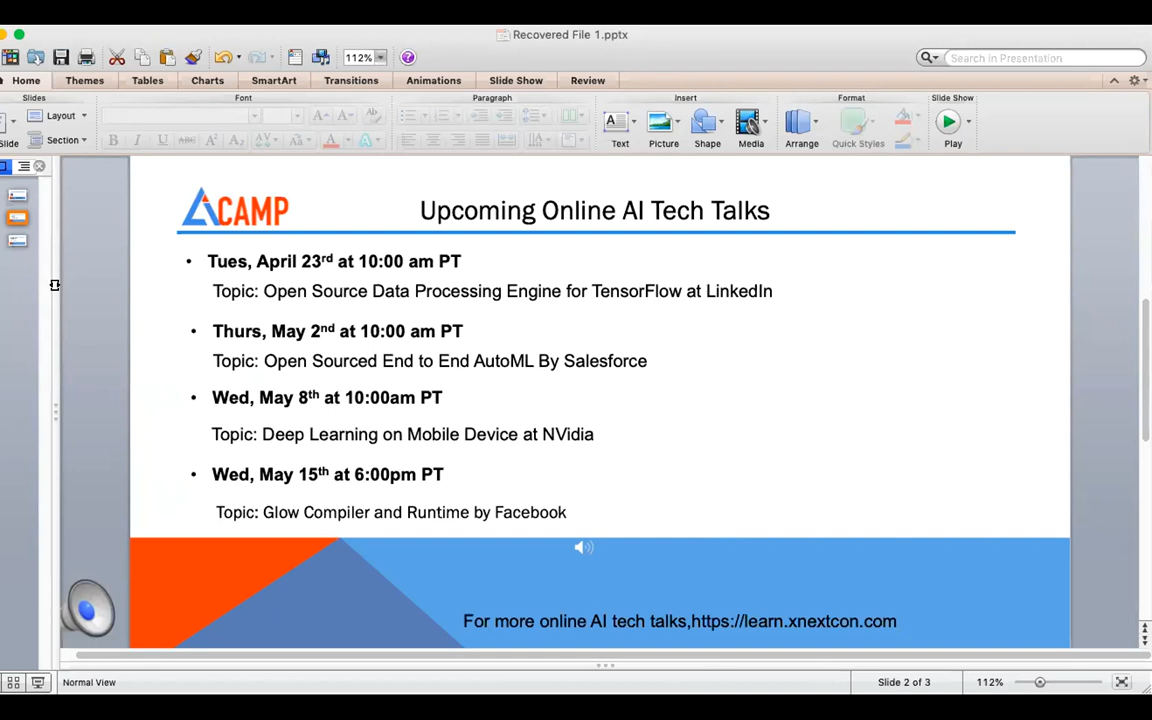 Recovered File 1.pptx
112%
Search in Presentation
Home Themes Tables Charts SmartArt Transitions Animations Slide Show Review
Slides Font Paragraph Insert Format Slide Show
Layout
Section
Slide
B I U ABC A² A₂ Aa A A
Text Picture Shape Media Arrange Quick Styles Play
AICAMP
Upcoming Online AI Tech Talks
• Tues, April 23rd at 10:00 am PT
Topic: Open Source Data Processing Engine for TensorFlow at LinkedIn
• Thurs, May 2nd at 10:00 am PT
Topic: Open Sourced End to End AutoML By Salesforce
• Wed, May 8th at 10:00am PT
Topic: Deep Learning on Mobile Device at NVidia
• Wed, May 15th at 6:00pm PT
Topic: Glow Compiler and Runtime by Facebook
For more online AI tech talks,https://learn.xnextcon.com
Normal View Slide 2 of 3 112%